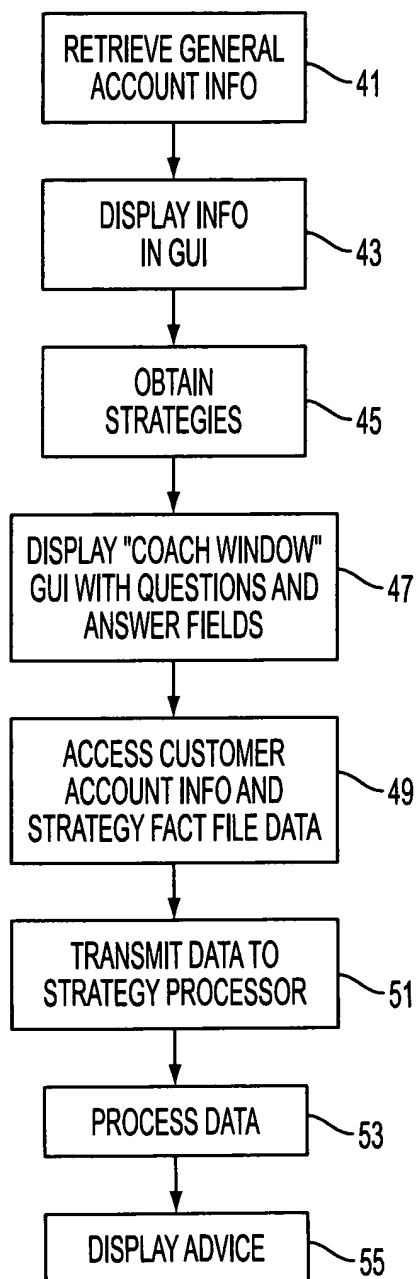 RETRIEVE GENERAL
ACCOUNT INFO
41
DISPLAY INFO
IN GUI
43
OBTAIN
STRATEGIES
45
DISPLAY "COACH WINDOW"
GUI WITH QUESTIONS AND
ANSWER FIELDS
47
ACCESS CUSTOMER
ACCOUNT INFO AND
STRATEGY FACT FILE DATA
49
TRANSMIT DATA TO
STRATEGY PROCESSOR
51
PROCESS DATA
53
DISPLAY ADVICE
55